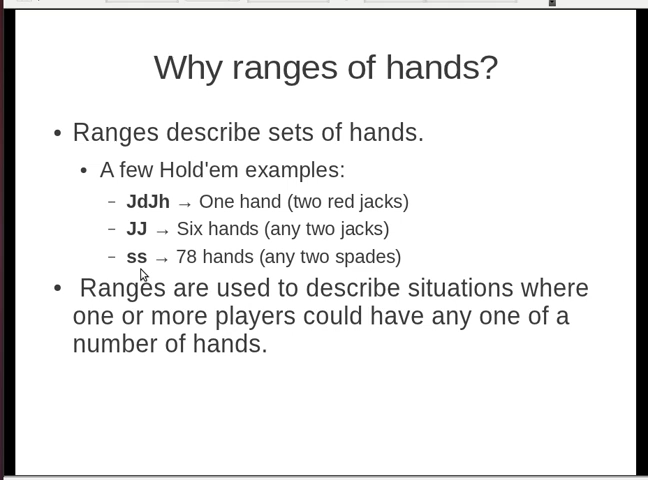 Why ranges of hands?
• Ranges describe sets of hands.
• A few Hold'em examples:
– JdJh → One hand (two red jacks)
– JJ → Six hands (any two jacks)
– ss → 78 hands (any two spades)
• Ranges are used to describe situations where
one or more players could have any one of a
number of hands.